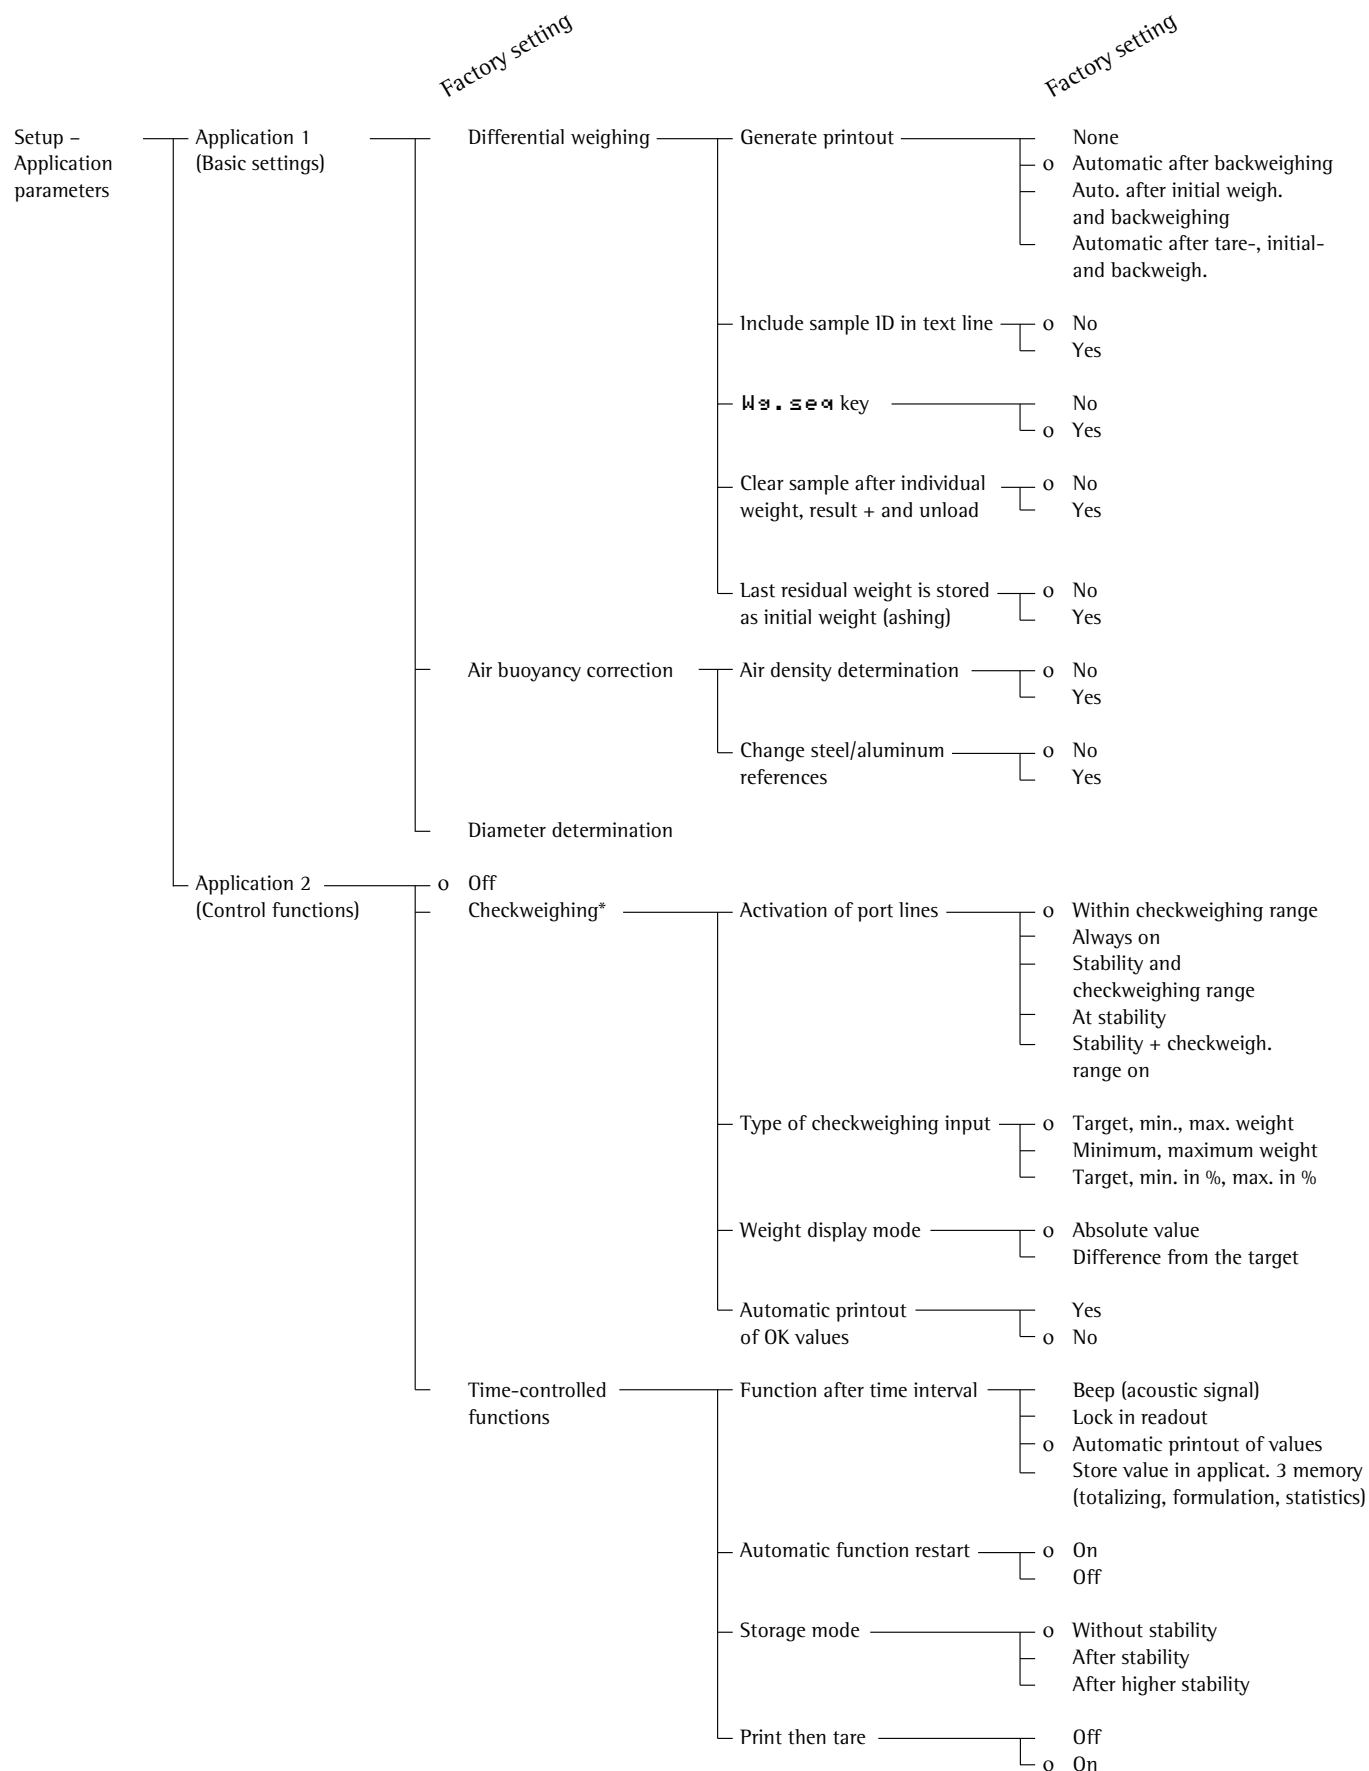 Factory setting
Factory setting
Setup –
Application
parameters
Application 1
(Basic settings)
Differential weighing
Generate printout
None
o Automatic after backweighing
Auto. after initial weigh.
and backweighing
Automatic after tare-, initial-
and backweigh.
Include sample ID in text line
o No
Yes
Wg.seq key
No
o Yes
Clear sample after individual
weight, result + and unload
o No
Yes
Last residual weight is stored
as initial weight (ashing)
o No
Yes
Air buoyancy correction
Air density determination
o No
Yes
Change steel/aluminum
references
o No
Yes
Diameter determination
Application 2
(Control functions)
o Off
Checkweighing*
Activation of port lines
o Within checkweighing range
Always on
Stability and
checkweighing range
At stability
Stability + checkweigh.
range on
Type of checkweighing input
o Target, min., max. weight
Minimum, maximum weight
Target, min. in %, max. in %
Weight display mode
o Absolute value
Difference from the target
Automatic printout
of OK values
Yes
o No
Time-controlled
functions
Function after time interval
Beep (acoustic signal)
Lock in readout
o Automatic printout of values
Store value in applicat. 3 memory
(totalizing, formulation, statistics)
Automatic function restart
o On
Off
Storage mode
o Without stability
After stability
After higher stability
Print then tare
Off
o On